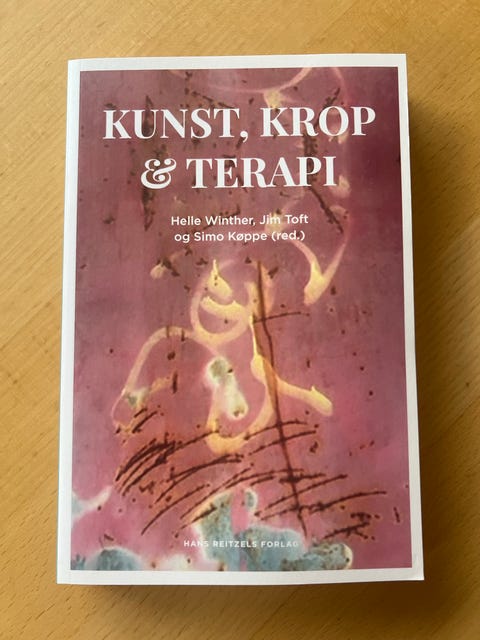 KUNST, KROP
& TERAPI
Helle Winther, Jim Toft
og Simo Køppe (red.)
HANS REITZELS FORLAG